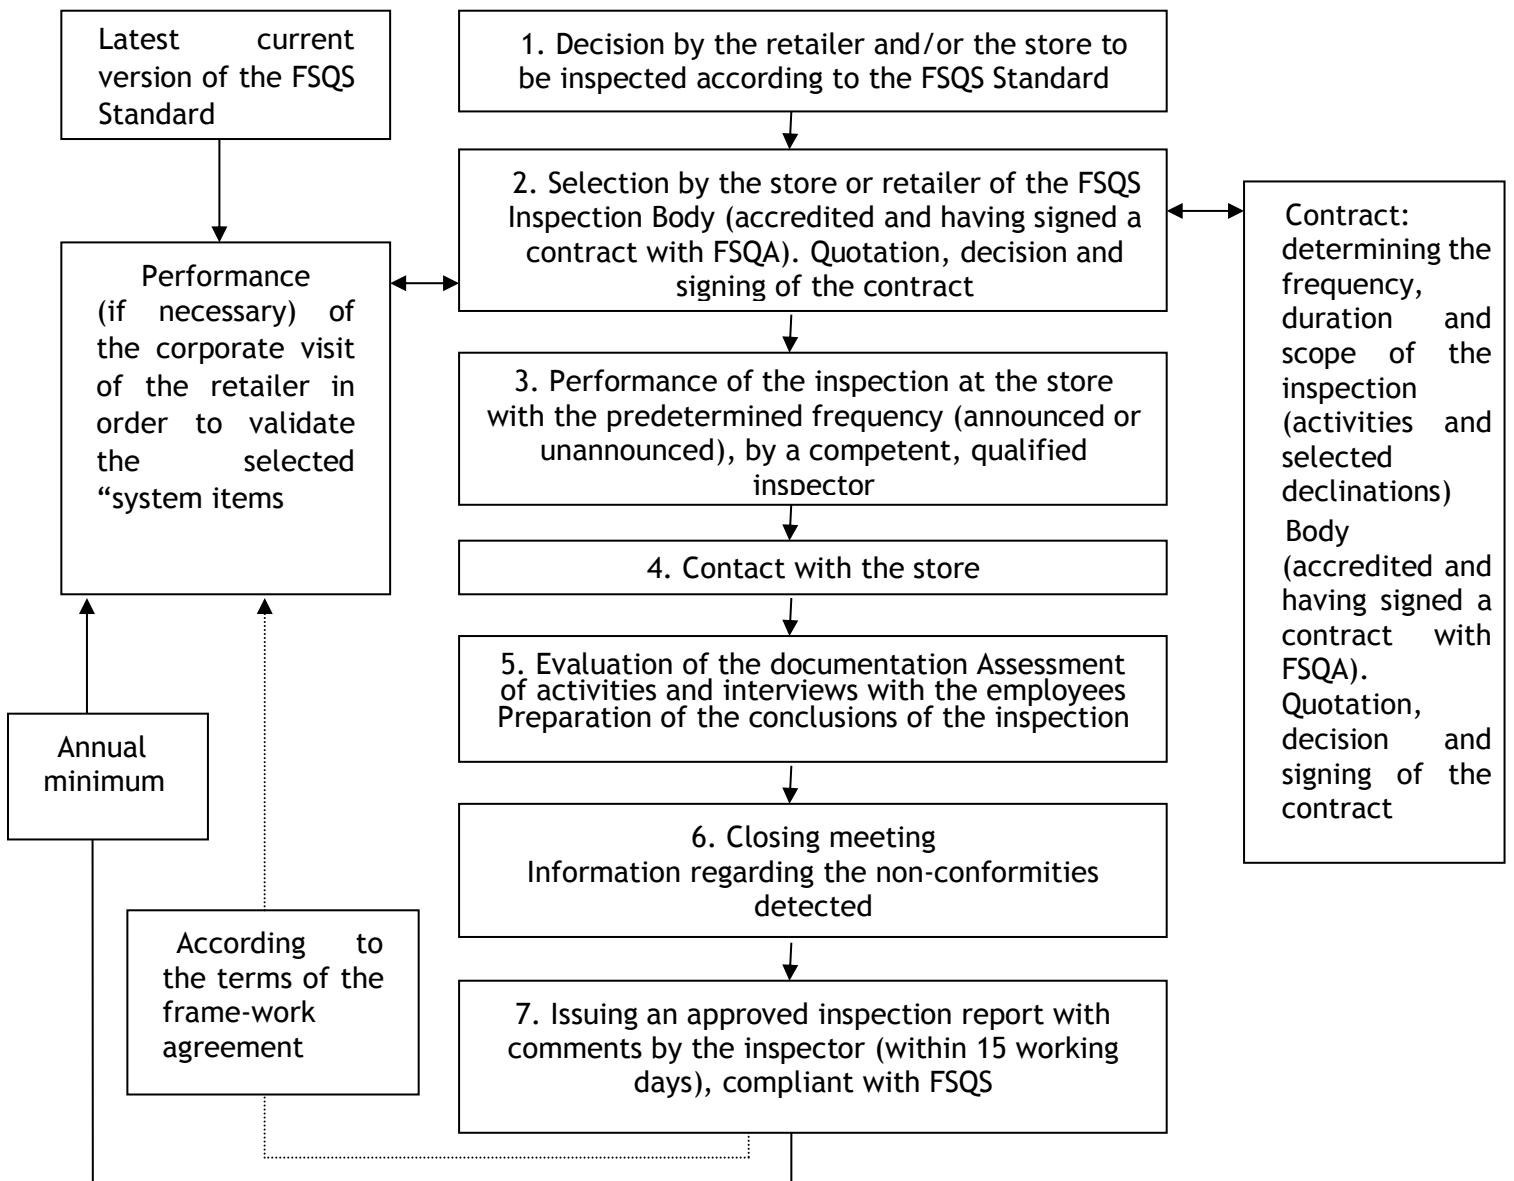 Latest current
version of the FSQS
Standard
1. Decision by the retailer and/or the store to
be inspected according to the FSQS Standard
2. Selection by the store or retailer of the FSQS
Inspection Body (accredited and having signed a
contract with FSQA). Quotation, decision and
signing of the contract
Contract:
determining the
frequency,
duration and
scope of the
inspection
(activities and
selected
declinations)
Body
(accredited and
having signed a
contract with
FSQA).
Quotation,
decision and
signing of the
contract
Performance
(if necessary) of
the corporate visit
of the retailer in
order to validate
the selected
“system items
3. Performance of the inspection at the store
with the predetermined frequency (announced or
unannounced), by a competent, qualified
inspector
4. Contact with the store
5. Evaluation of the documentation Assessment
of activities and interviews with the employees
Preparation of the conclusions of the inspection
Annual
minimum
6. Closing meeting
Information regarding the non-conformities
detected
According to
the terms of the
frame-work
agreement
7. Issuing an approved inspection report with
comments by the inspector (within 15 working
days), compliant with FSQS